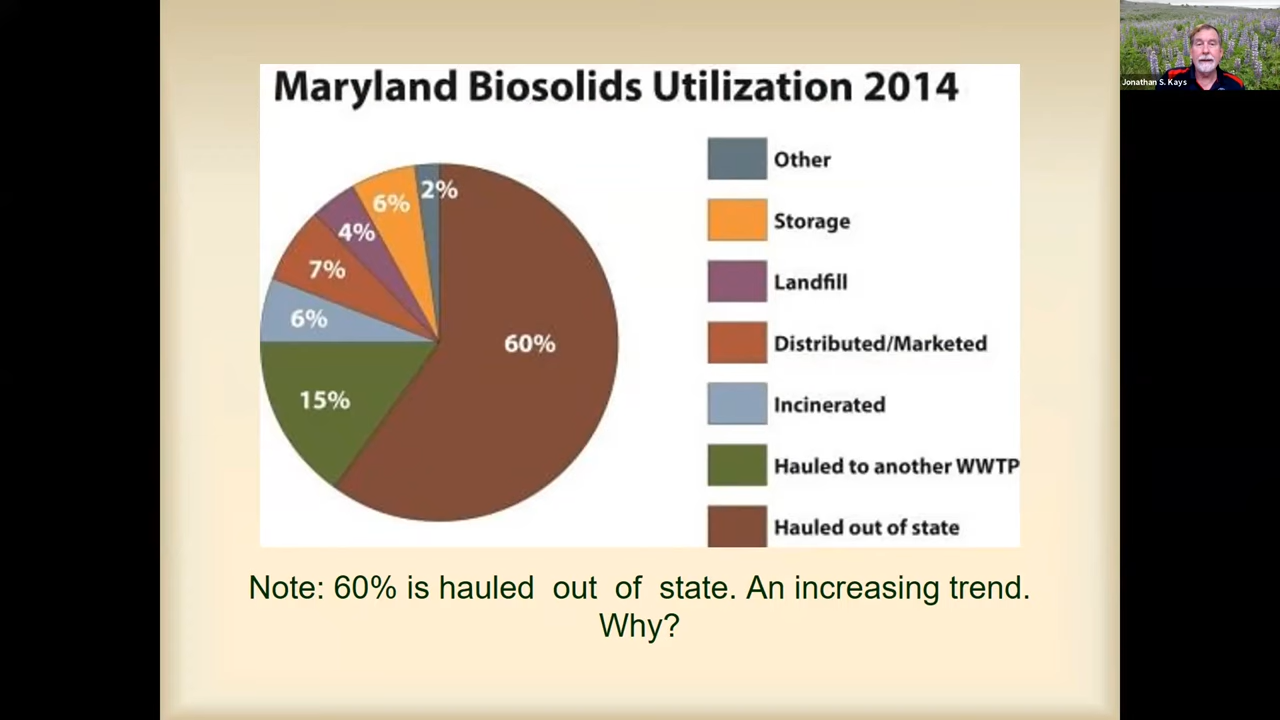 Maryland Biosolids Utilization 2014
2%
6%
4%
7%
6%
15%
60%
Other
Storage
Landfill
Distributed/Marketed
Incinerated
Hauled to another WWTP
Hauled out of state
Note: 60% is hauled out of state. An increasing trend.
Why?
Jonathan S. Kays